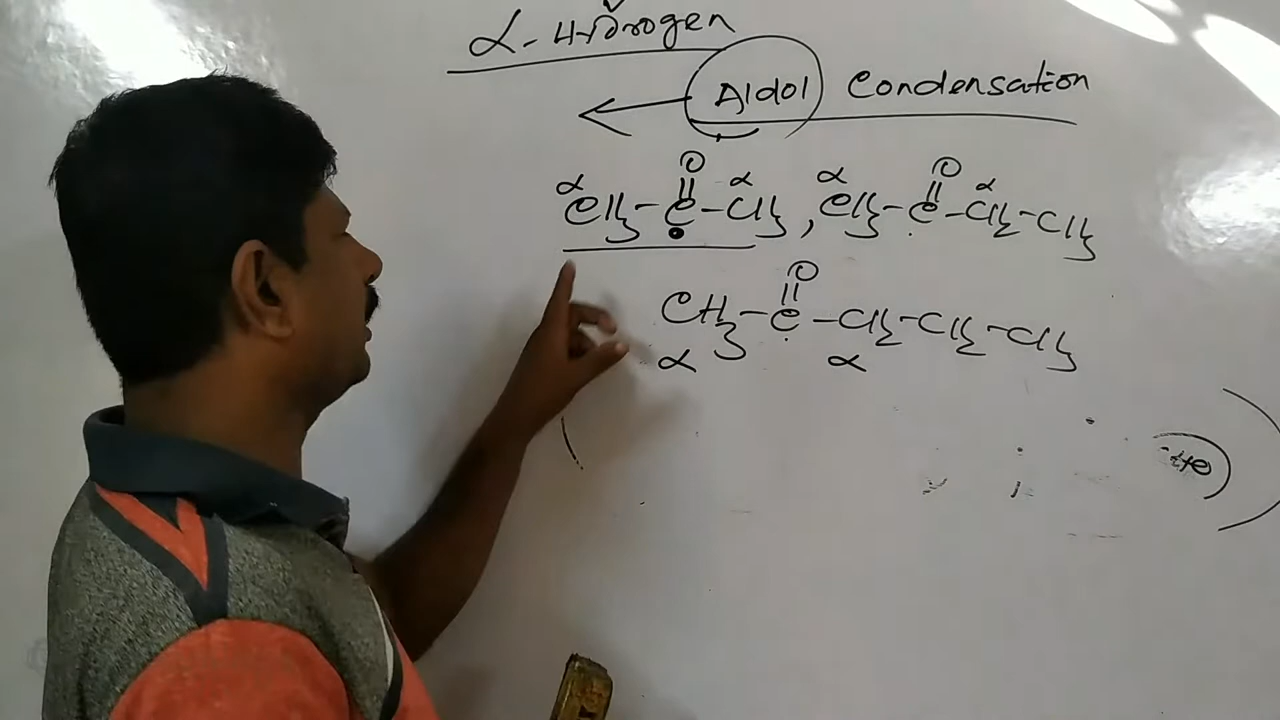 α-Hydrogen
Aldol Condensation
O O
α α α α
CH3-C-CH3, CH3-C-CH2-CH3
O
CH3-C-CH2-CH2-CH3
α α